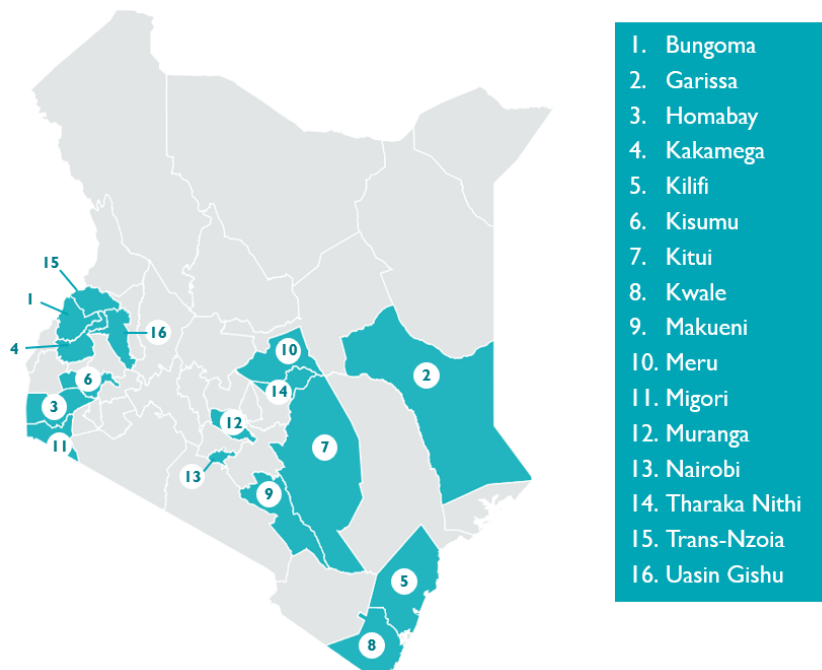 1. Bungoma
2. Garissa
3. Homabay
4. Kakamega
5. Kilifi
6. Kisumu
7. Kitui
8. Kwale
9. Makueni
10. Meru
11. Migori
12. Muranga
13. Nairobi
14. Tharaka Nithi
15. Trans-Nzoia
16. Uasin Gishu
15
1
16
4
10
2
6
14
3
12
11
7
13
9
5
8